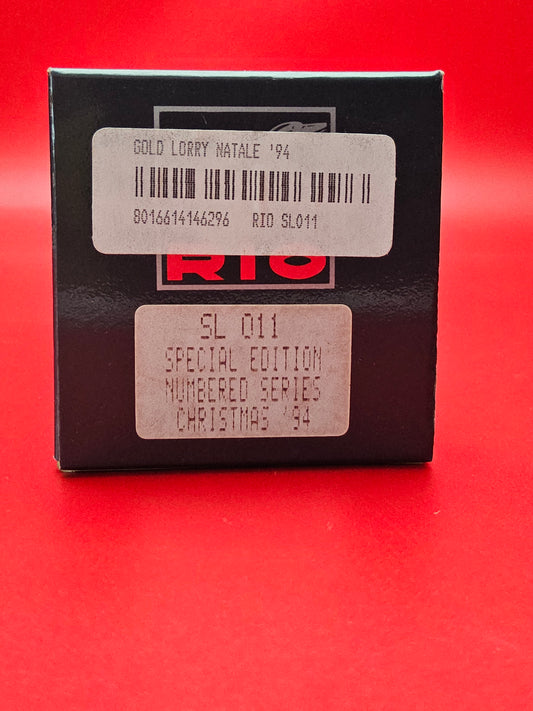 GOLD LORRY NATALE '94
8016614146296 RIO SL011
RIO
SL 011
SPECIAL EDITION
NUMBERED SERIES
CHRISTMAS '94